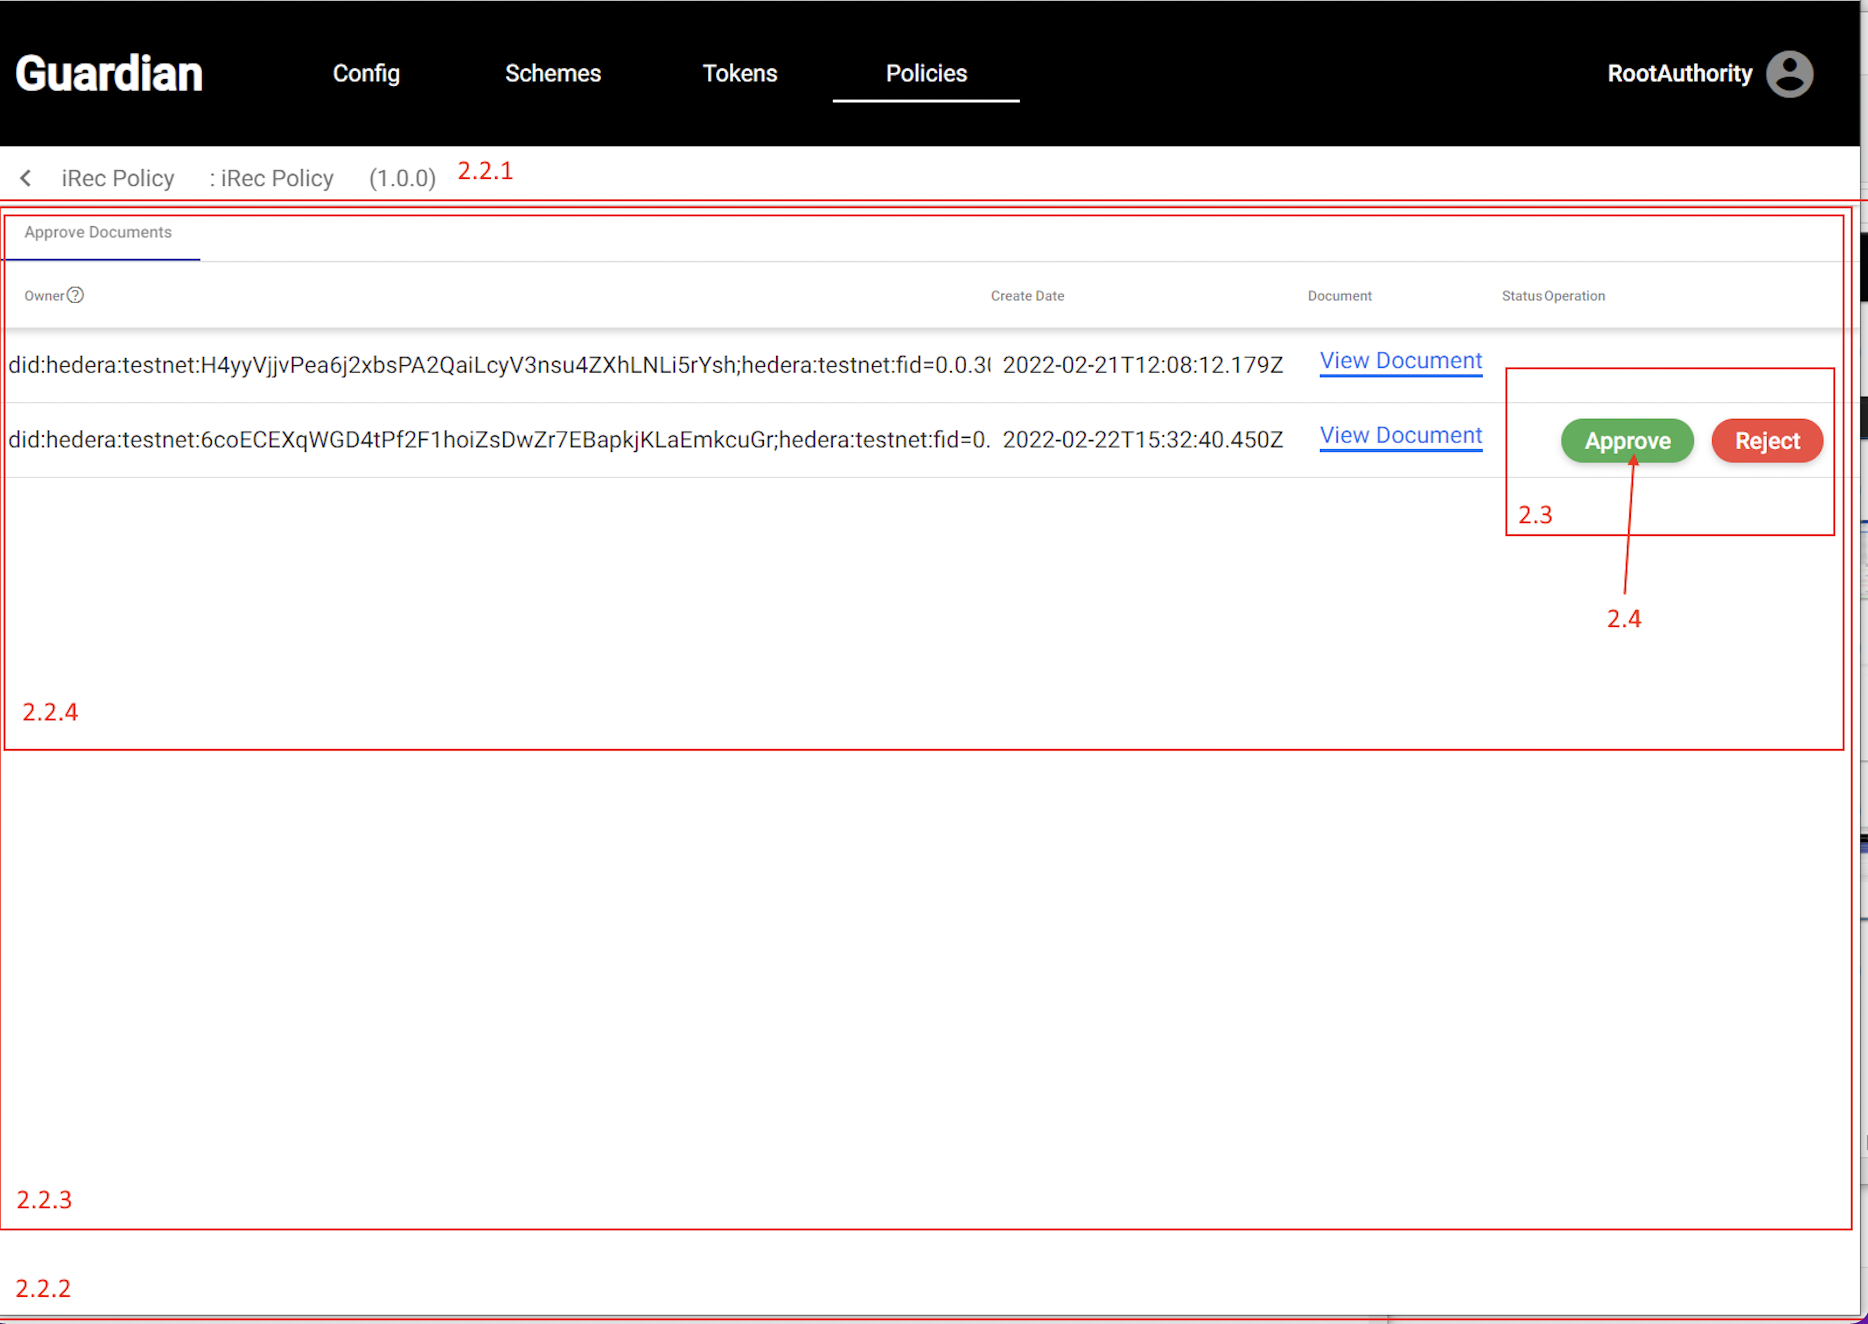 Guardian Config Schemes Tokens Policies RootAuthority
iRec Policy : iRec Policy (1.0.0) 2.2.1
Approve Documents
Owner Create Date Document Status Operation
did:hedera:testnet:H4yyVjjvPea6j2xbsPA2QaiLcyV3nsu4ZXhLNLi5rYsh;hedera:testnet:fid=0.0.3( 2022-02-21T12:08:12.179Z View Document
did:hedera:testnet:6coECEXqWGD4tPf2F1hoiZsDwZr7EBapkjKLaEmkcuGr;hedera:testnet:fid=0. 2022-02-22T15:32:40.450Z View Document Approve Reject
2.3
2.4
2.2.4
2.2.3
2.2.2